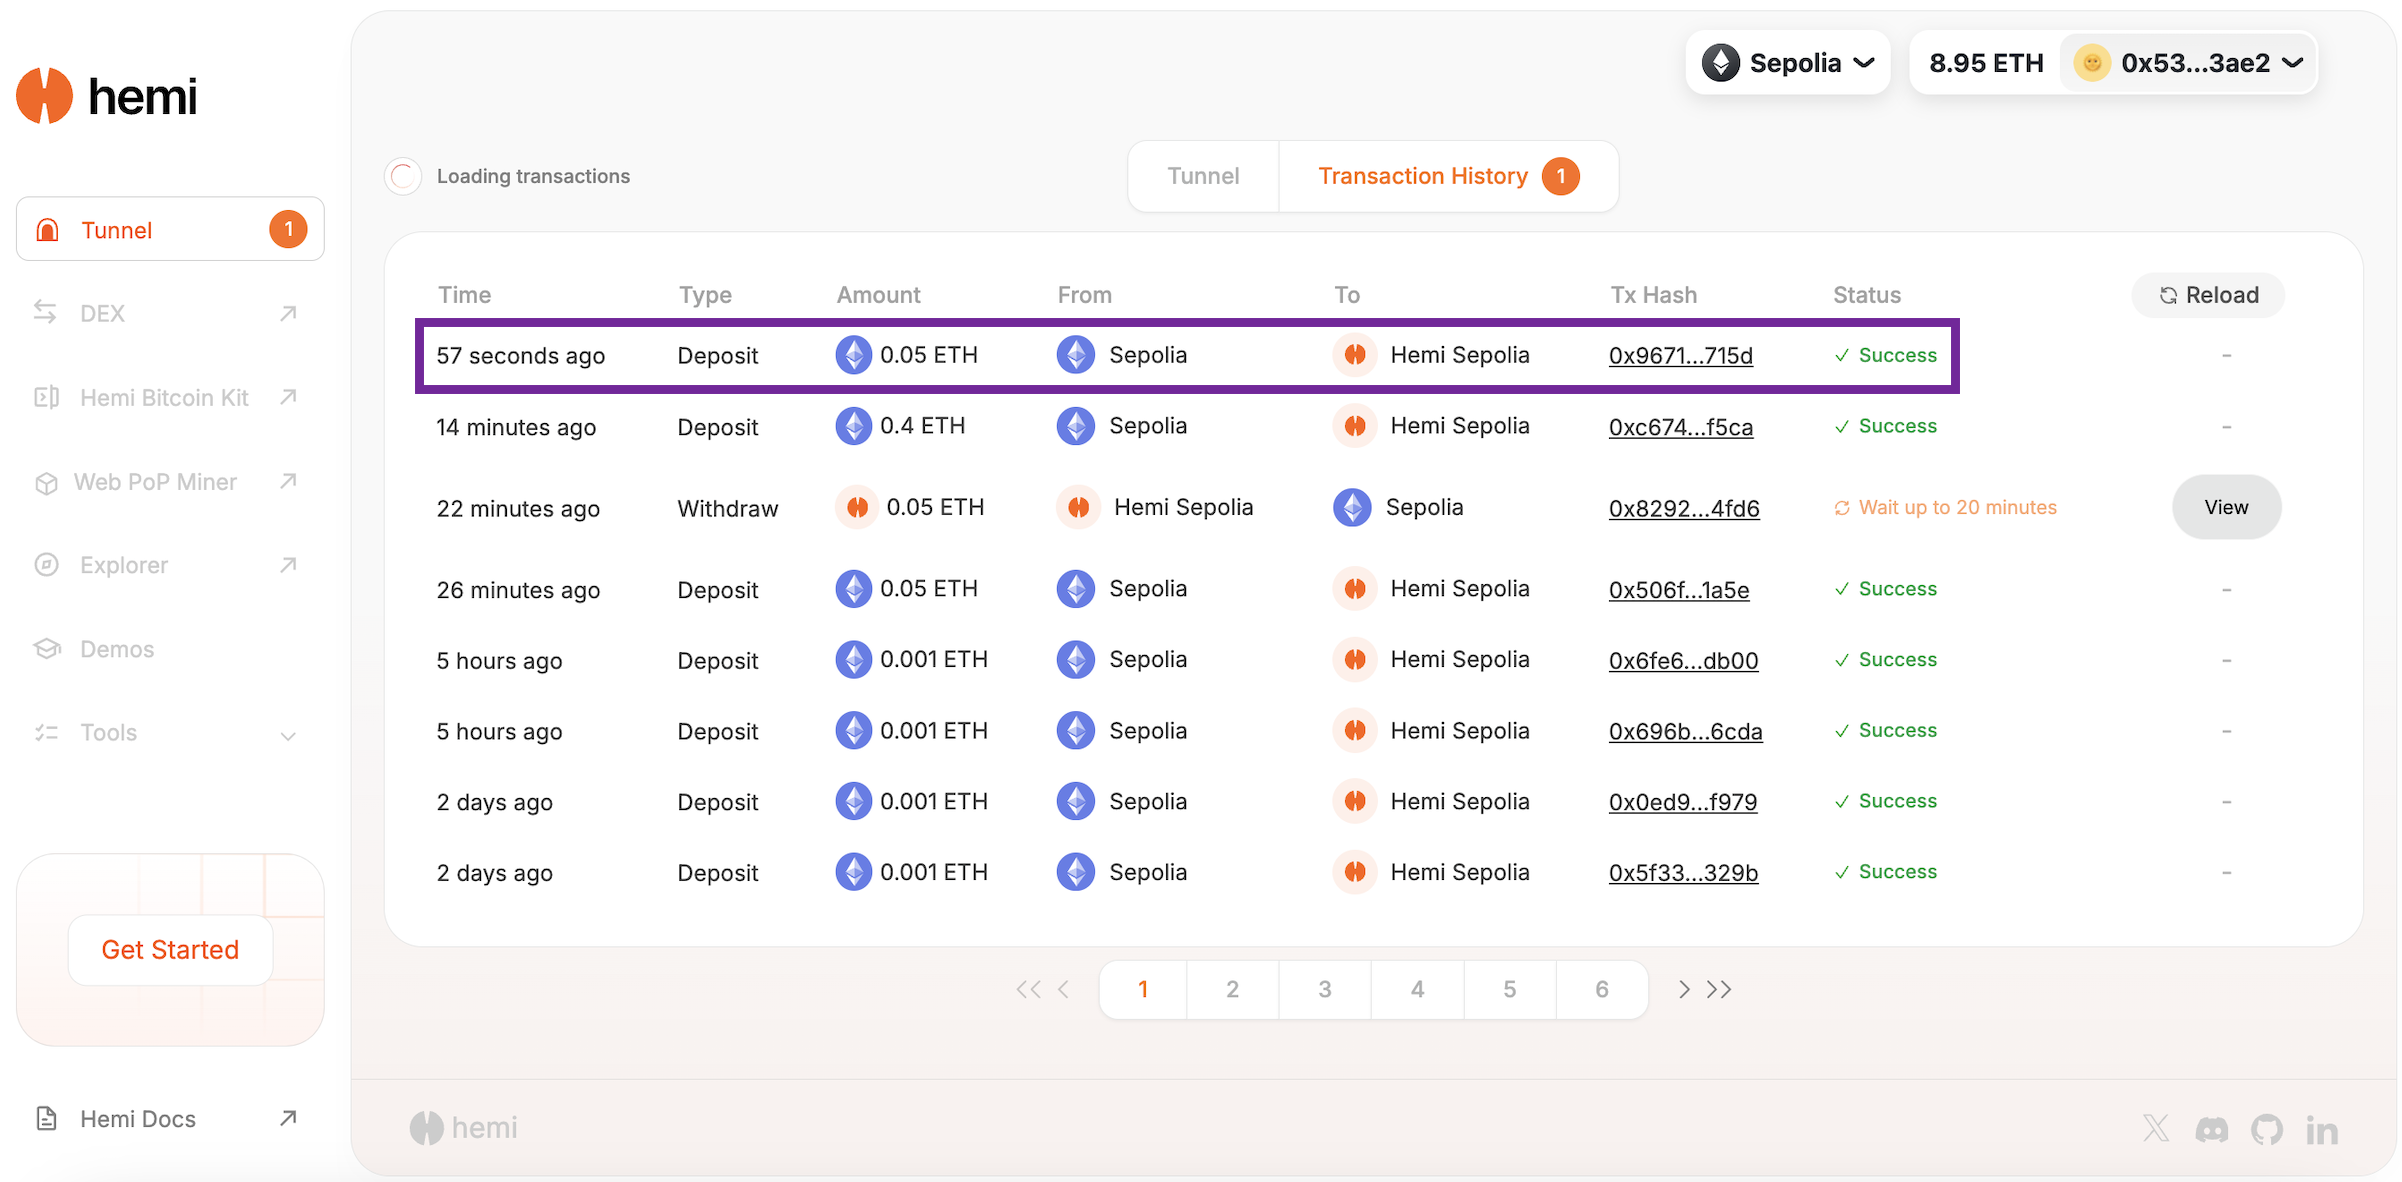 hemi
Sepolia
8.95 ETH 0x53...3ae2
Loading transactions
Tunnel Transaction History 1
Tunnel 1
DEX
Hemi Bitcoin Kit
Web PoP Miner
Explorer
Demos
Tools
Get Started
Hemi Docs
Time Type Amount From To Tx Hash Status Reload
57 seconds ago Deposit 0.05 ETH Sepolia Hemi Sepolia 0x9671...715d Success -
14 minutes ago Deposit 0.4 ETH Sepolia Hemi Sepolia 0xc674...f5ca Success -
22 minutes ago Withdraw 0.05 ETH Hemi Sepolia Sepolia 0x8292...4fd6 Wait up to 20 minutes View
26 minutes ago Deposit 0.05 ETH Sepolia Hemi Sepolia 0x506f...1a5e Success -
5 hours ago Deposit 0.001 ETH Sepolia Hemi Sepolia 0x6fe6...db00 Success -
5 hours ago Deposit 0.001 ETH Sepolia Hemi Sepolia 0x696b...6cda Success -
2 days ago Deposit 0.001 ETH Sepolia Hemi Sepolia 0x0ed9...f979 Success -
2 days ago Deposit 0.001 ETH Sepolia Hemi Sepolia 0x5f33...329b Success -
<< < 1 2 3 4 5 6 > >>
hemi